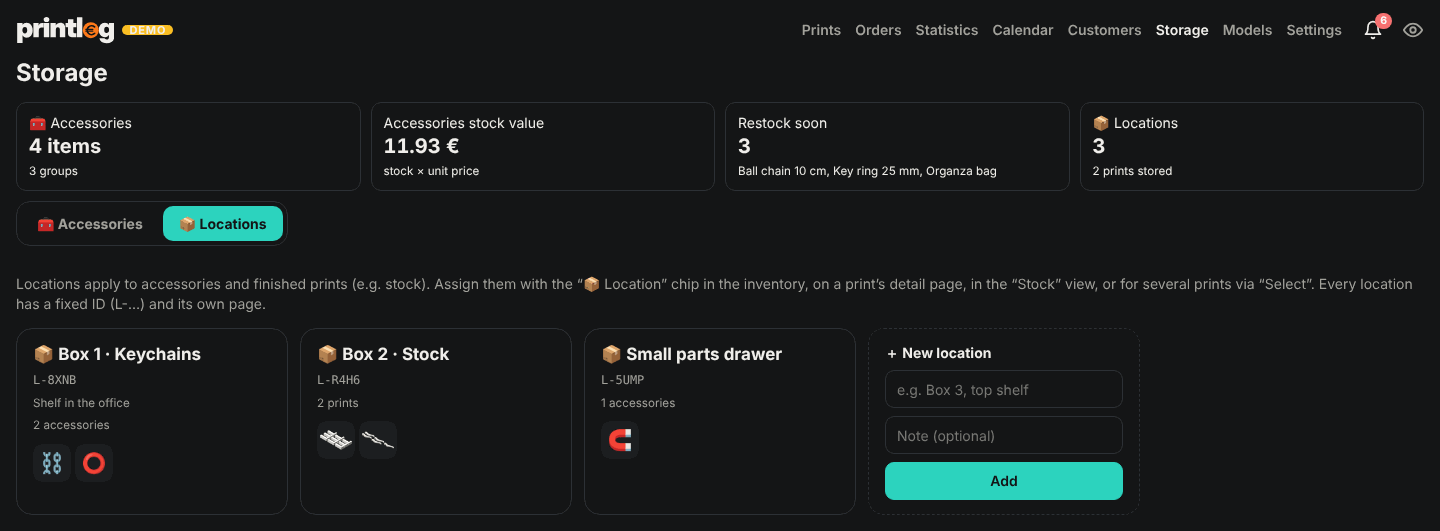 printlog DEMO
Prints Orders Statistics Calendar Customers Storage Models Settings 6
Storage
🧰 Accessories
4 items
3 groups
Accessories stock value
11.93 €
stock × unit price
Restock soon
3
Ball chain 10 cm, Key ring 25 mm, Organza bag
📦 Locations
3
2 prints stored
🧰 Accessories 📦 Locations
Locations apply to accessories and finished prints (e.g. stock). Assign them with the “📦 Location” chip in the inventory, on a print’s detail page, in the “Stock” view, or for several prints via “Select”. Every location
has a fixed ID (L-…) and its own page.
📦 Box 1 · Keychains
L-8XNB
Shelf in the office
2 accessories
📦 Box 2 · Stock
L-R4H6
2 prints
📦 Small parts drawer
L-5UMP
1 accessories
+ New location
e.g. Box 3, top shelf
Note (optional)
Add